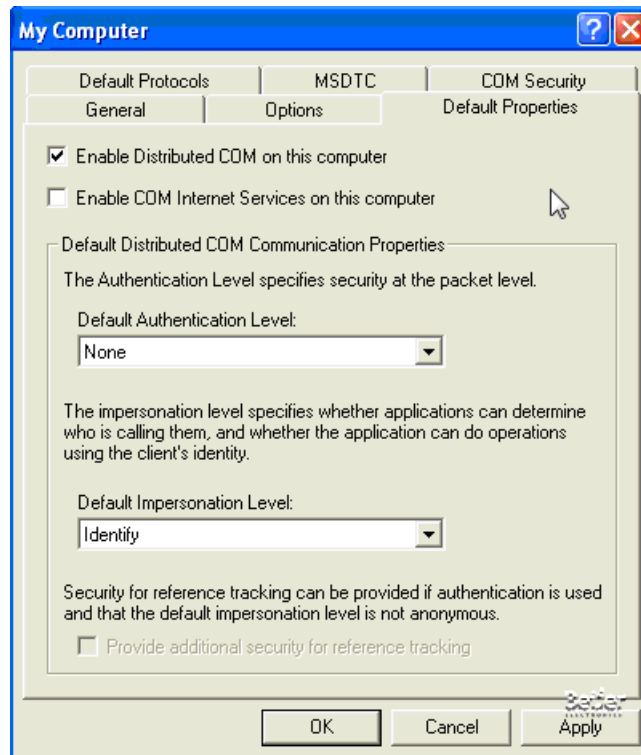 My Computer
Default Protocols
MSDTC
COM Security
General
Options
Default Properties
Enable Distributed COM on this computer
Enable COM Internet Services on this computer
Default Distributed COM Communication Properties
The Authentication Level specifies security at the packet level.
Default Authentication Level:
None
The impersonation level specifies whether applications can determine
who is calling them, and whether the application can do operations
using the client's identity.
Default Impersonation Level:
Identify
Security for reference tracking can be provided if authentication is used
and that the default impersonation level is not anonymous.
Provide additional security for reference tracking
OK
Cancel
Apply
ELECTRONICS